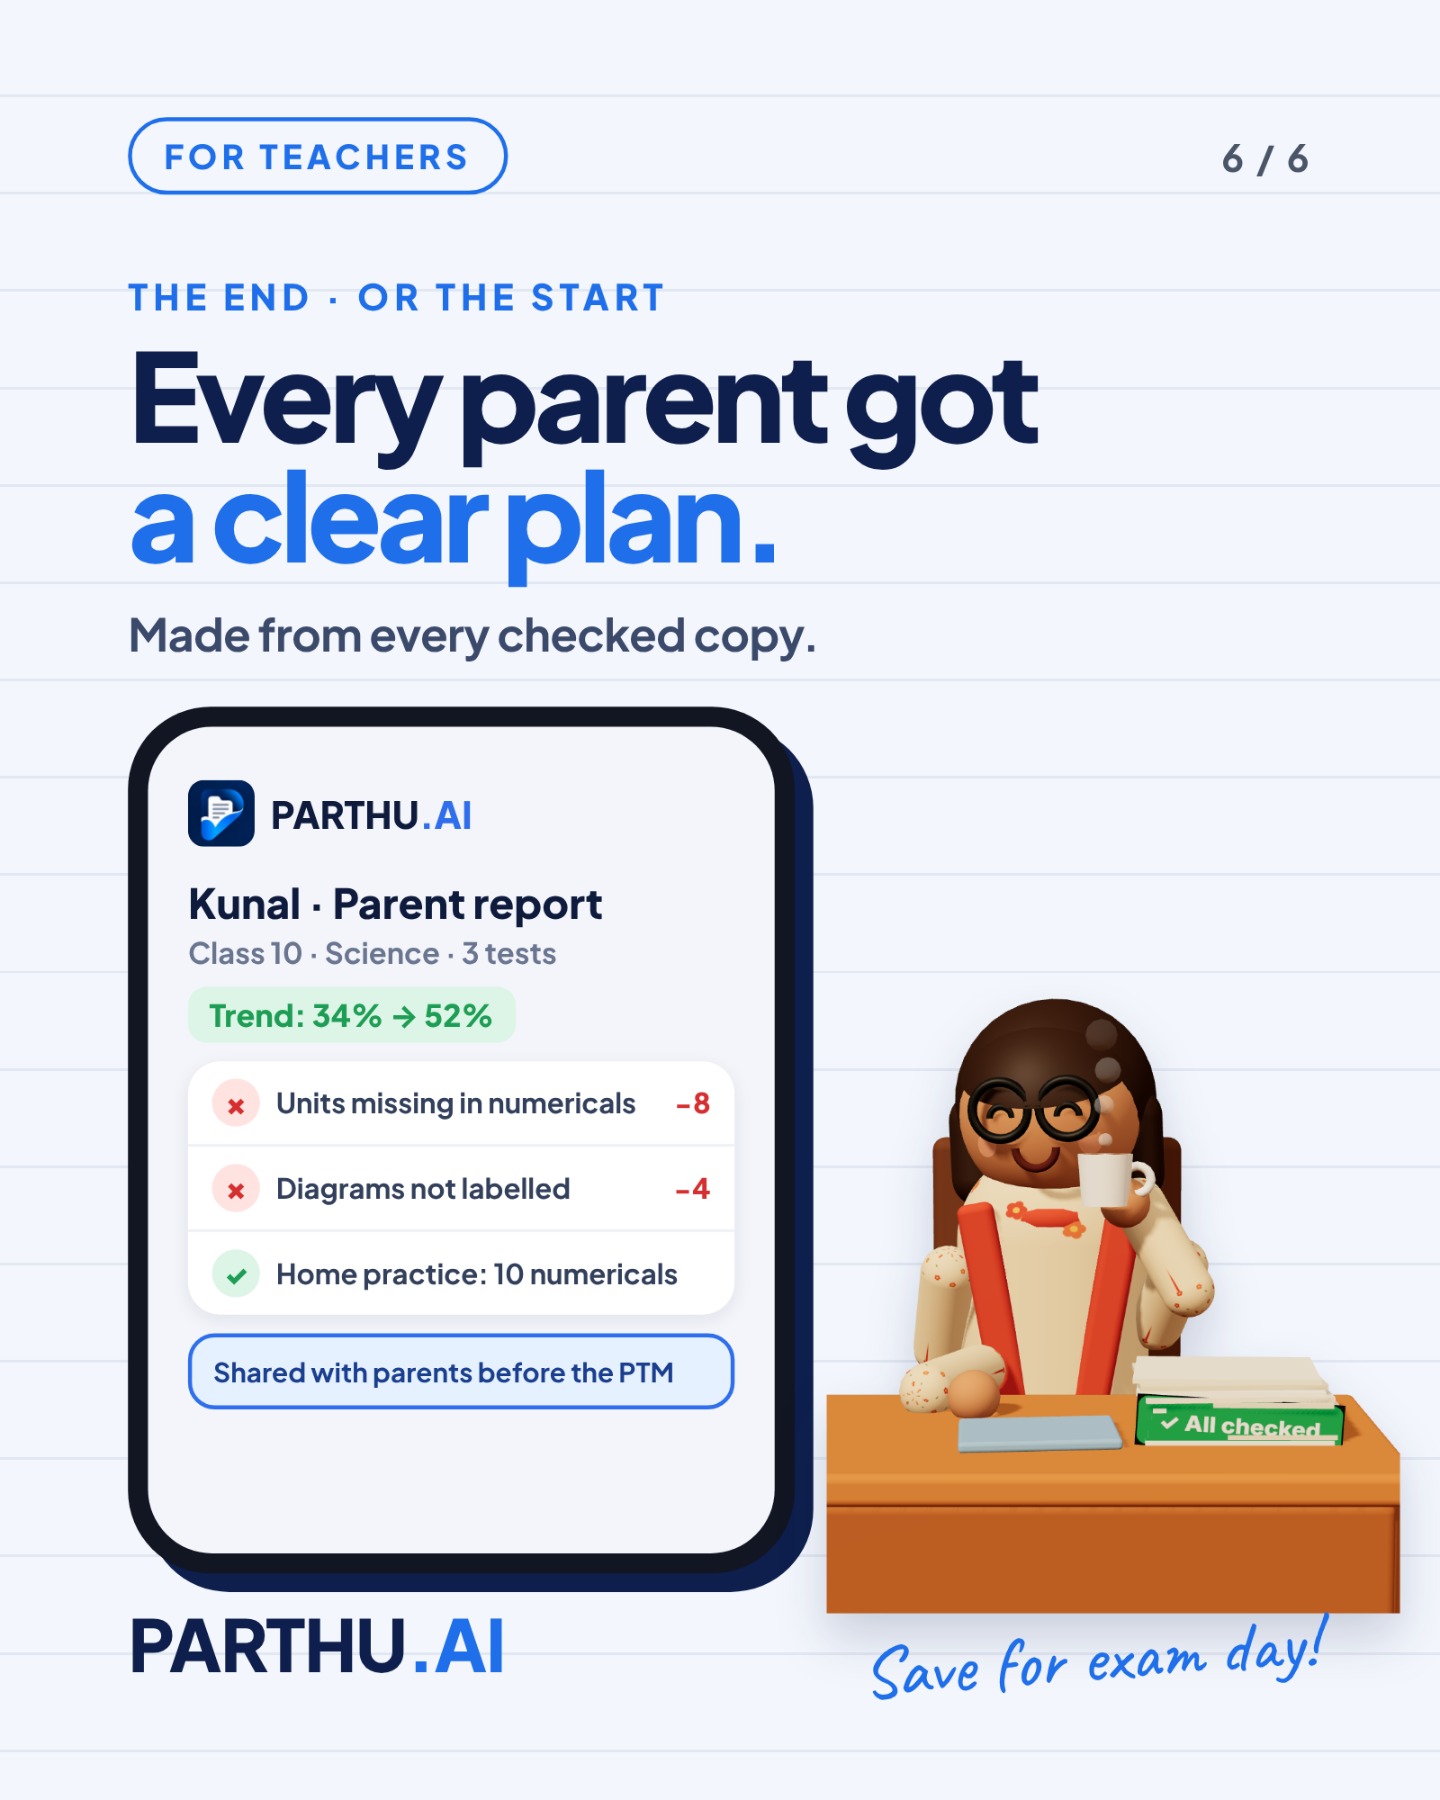 FOR TEACHERS
6 / 6
THE END · OR THE START
Every parent got
a clear plan.
Made from every checked copy.
PARTHU.AI
Kunal · Parent report
Class 10 · Science · 3 tests
Trend: 34% → 52%
Units missing in numericals −8
Diagrams not labelled −4
Home practice: 10 numericals
Shared with parents before the PTM
✓ All checked
PARTHU.AI
Save for exam day!